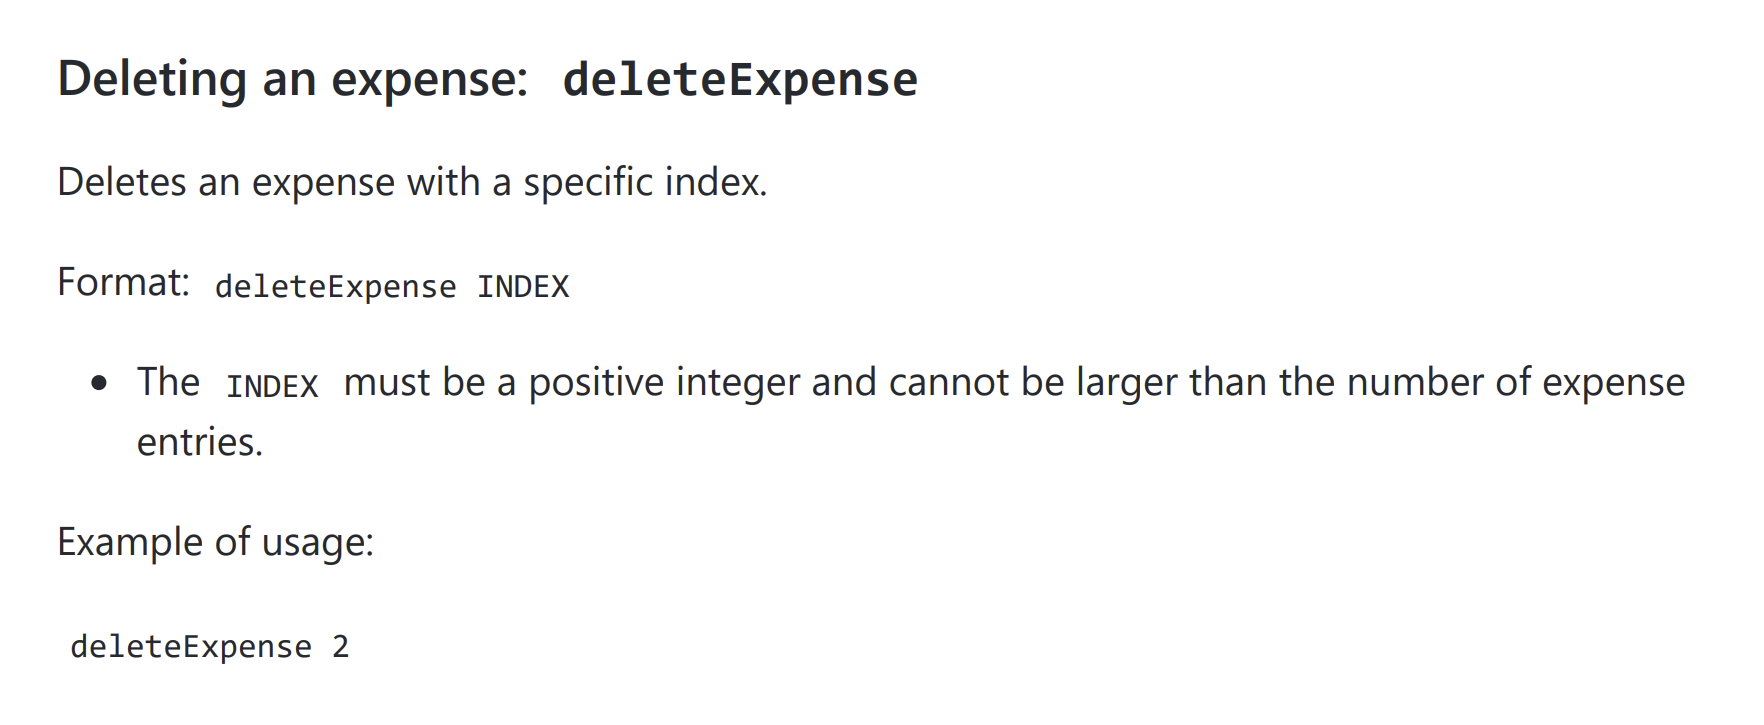 Deleting an expense: deleteExpense
Deletes an expense with a specific index.
Format: deleteExpense INDEX
• The INDEX must be a positive integer and cannot be larger than the number of expense
entries.
Example of usage:
deleteExpense 2